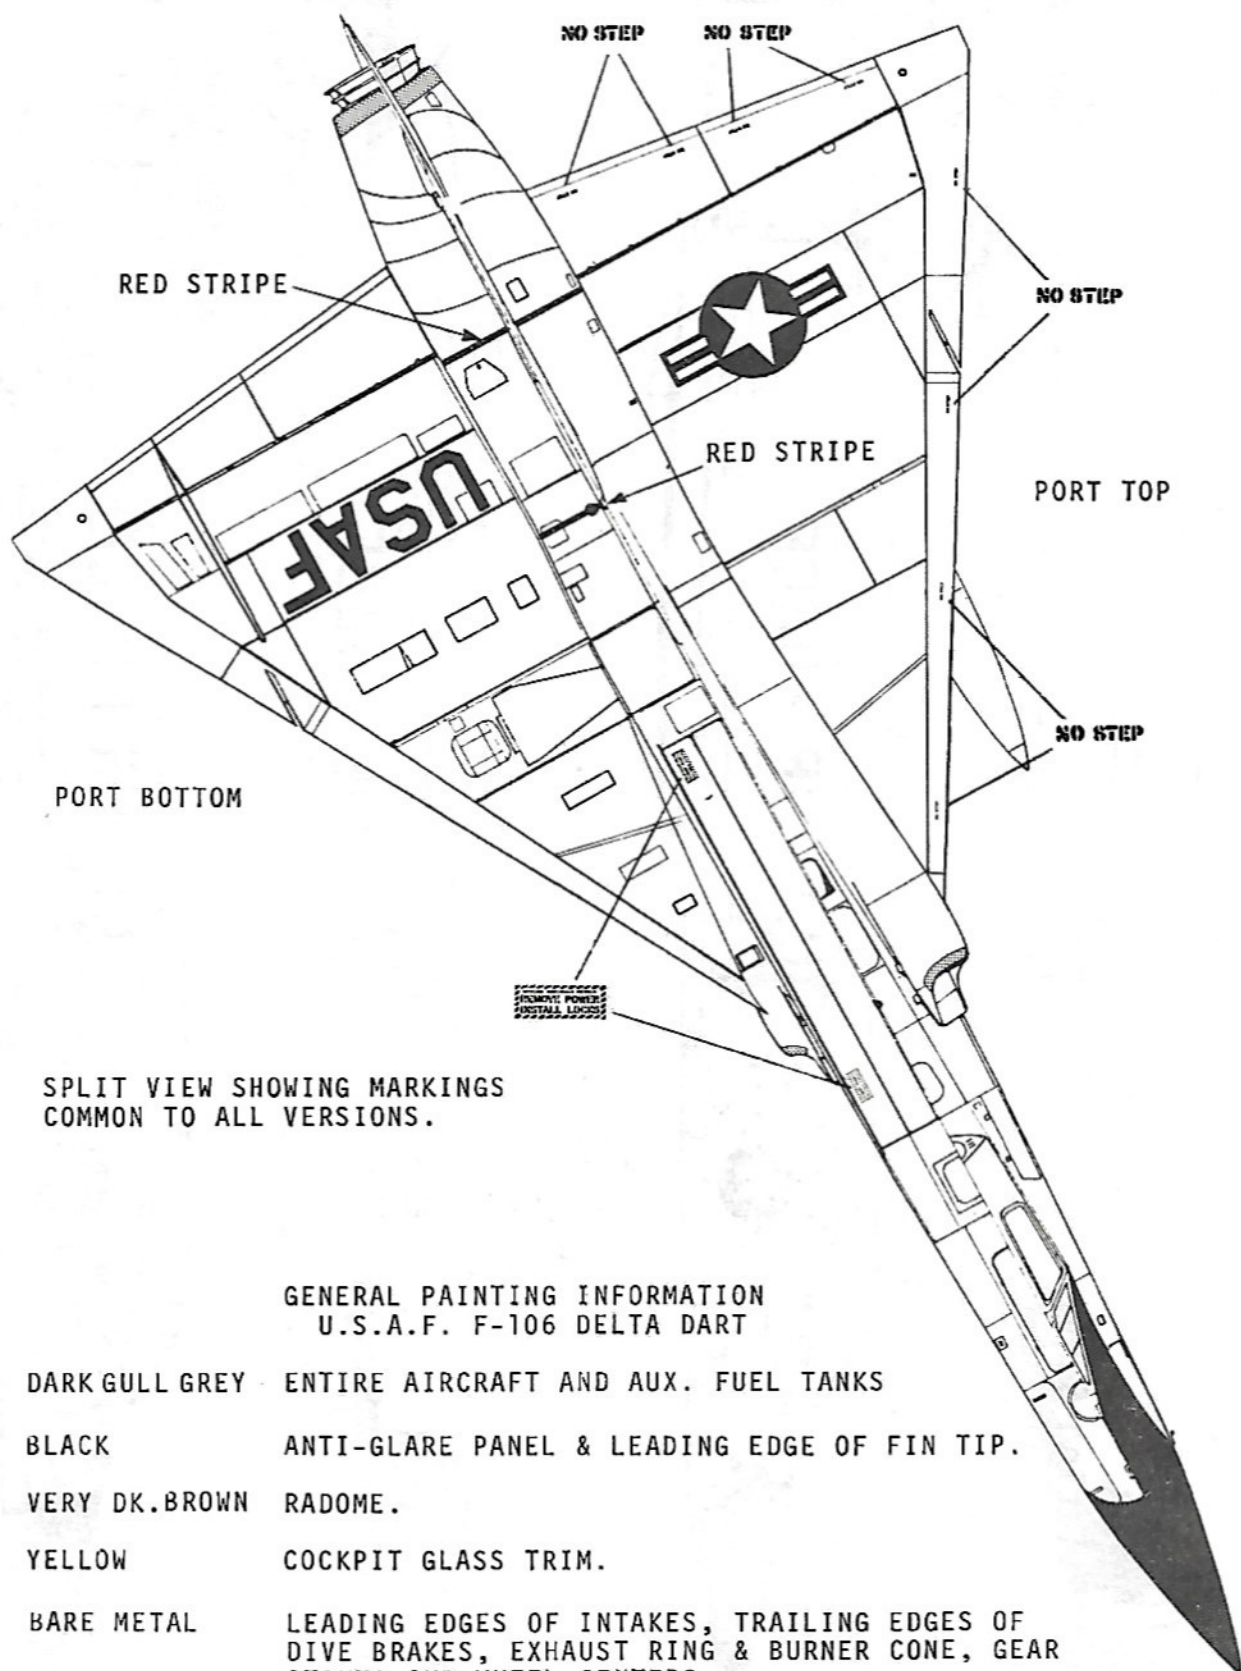 NO STEP NO STEP
RED STRIPE
NO STEP
RED STRIPE
PORT TOP
USAF
NO STEP
PORT BOTTOM
REMOVE POWER
INSTALL LOCKS
SPLIT VIEW SHOWING MARKINGS
COMMON TO ALL VERSIONS.
GENERAL PAINTING INFORMATION
U.S.A.F. F-106 DELTA DART
DARK GULL GREY ENTIRE AIRCRAFT AND AUX. FUEL TANKS
BLACK ANTI-GLARE PANEL & LEADING EDGE OF FIN TIP.
VERY DK.BROWN RADOME.
YELLOW COCKPIT GLASS TRIM.
BARE METAL LEADING EDGES OF INTAKES, TRAILING EDGES OF
DIVE BRAKES, EXHAUST RING & BURNER CONE, GEAR